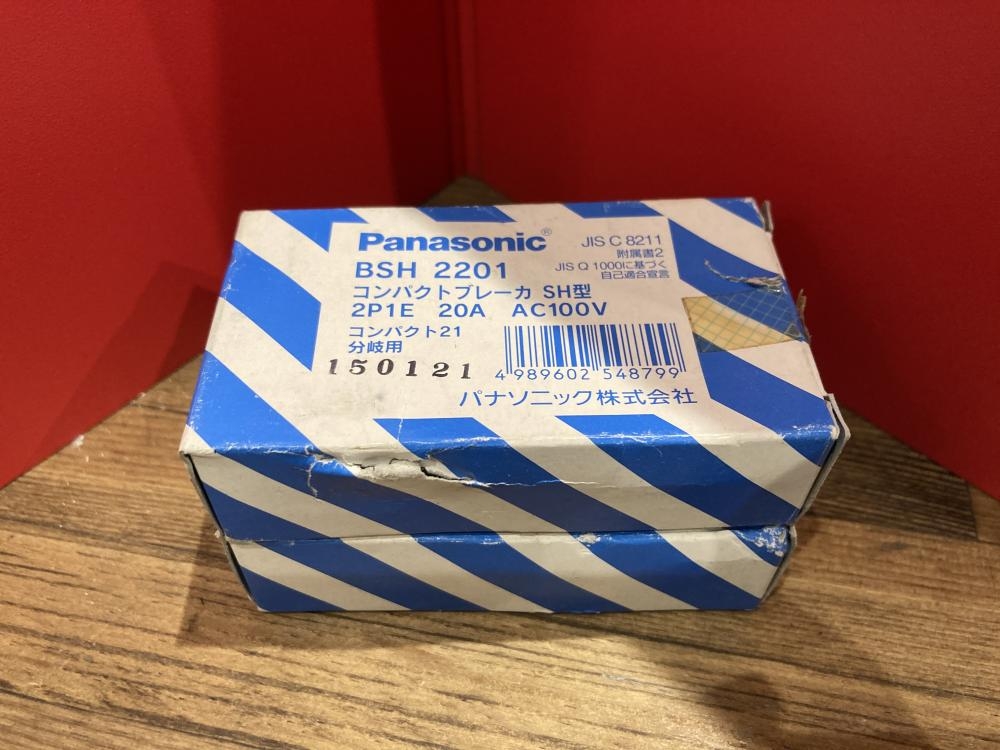 Panasonic®
BSH 2201
コンパクトブレーカ SH型
2P1E 20A AC100V
コンパクト21
分岐用
150121
JIS C 8211
附属書2
JIS Q 1000に基づく
自己適合宣言
4 989602 548799
パナソニック株式会社